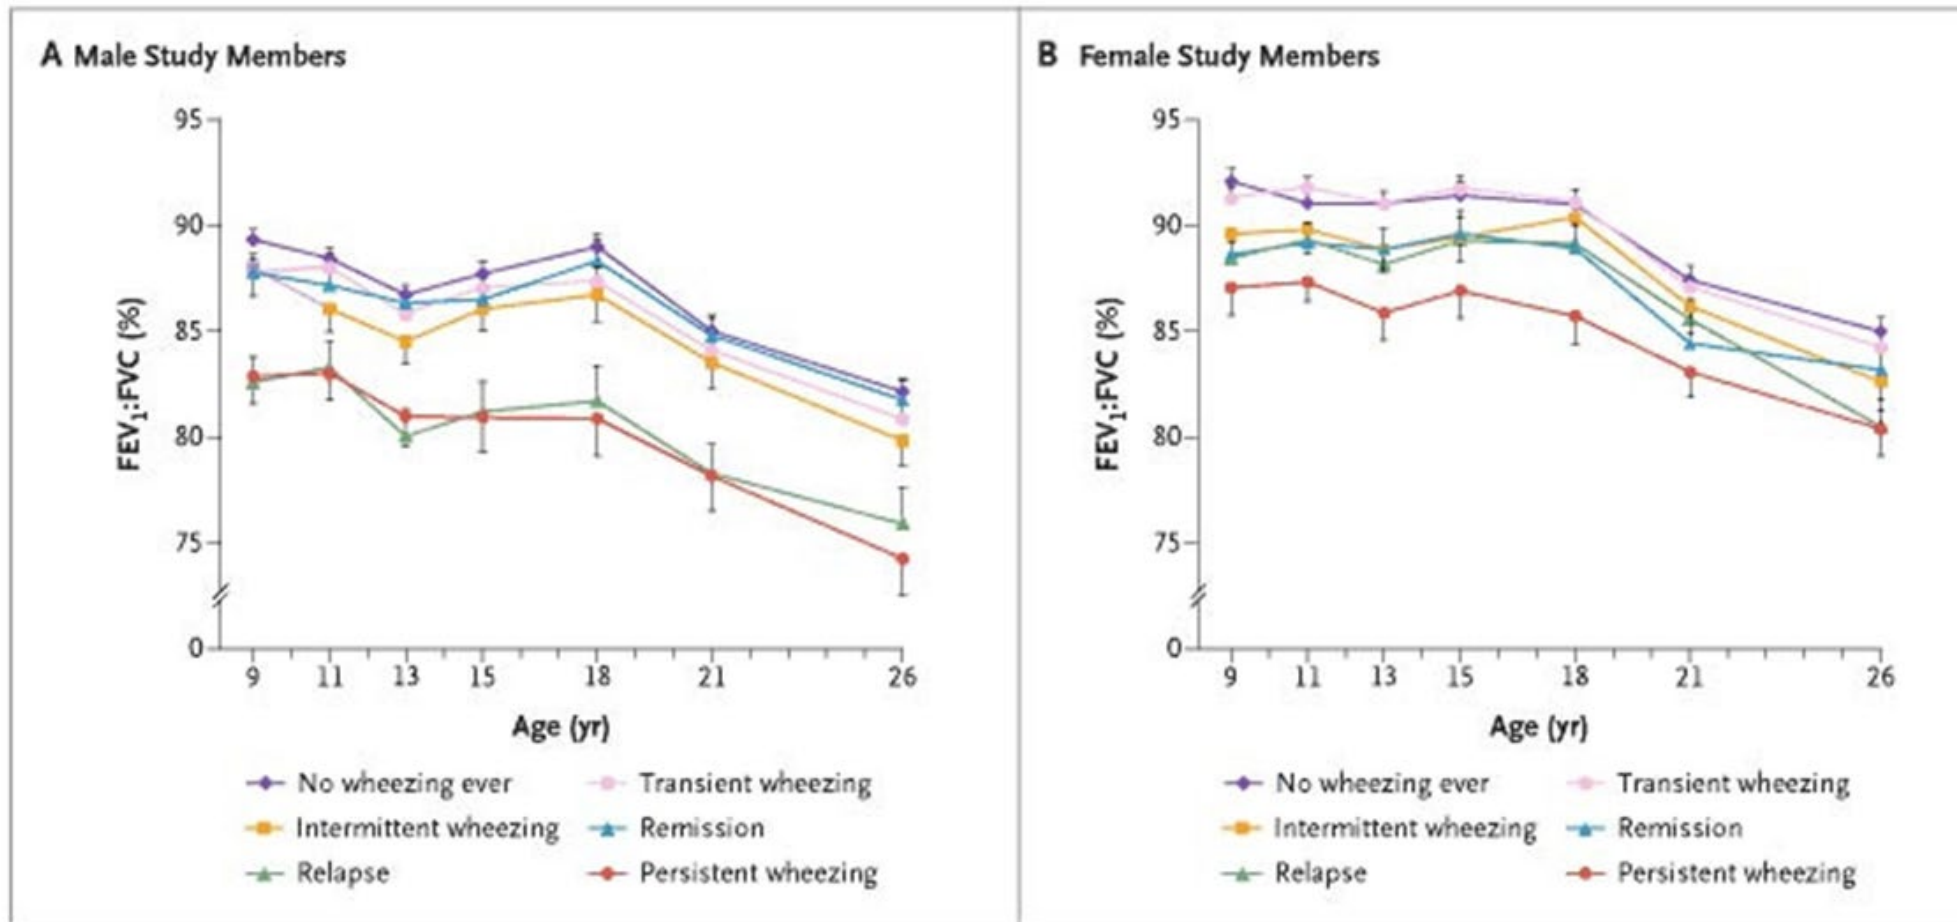 A Male Study Members
95
90
85
80
75
0
FEV1:FVC (%)
9 11 13 15 18 21 26
Age (yr)
No wheezing ever
Transient wheezing
Intermittent wheezing
Remission
Relapse
Persistent wheezing
B Female Study Members
95
90
85
80
75
0
FEV1:FVC (%)
9 11 13 15 18 21 26
Age (yr)
No wheezing ever
Transient wheezing
Intermittent wheezing
Remission
Relapse
Persistent wheezing